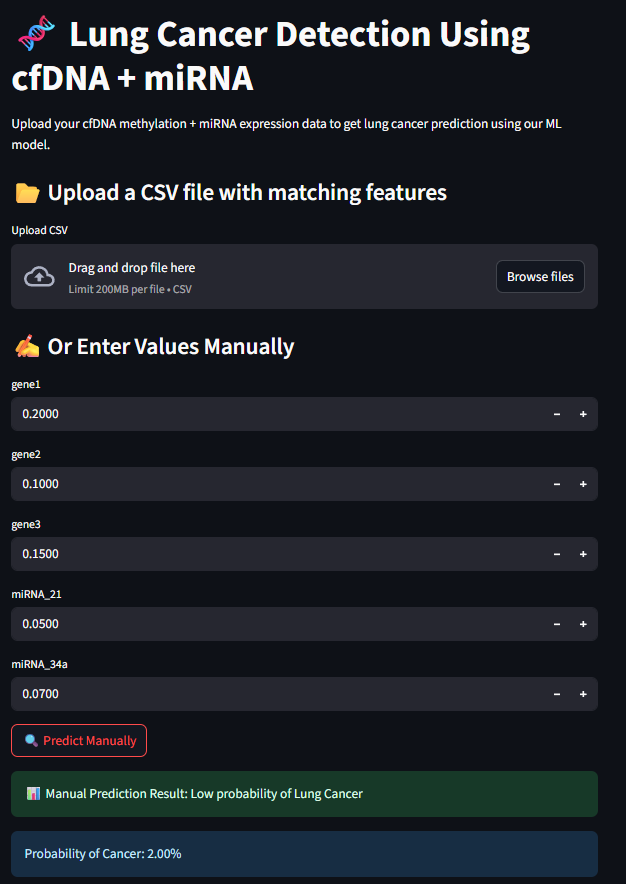 🧬 Lung Cancer Detection Using
cfDNA + miRNA
Upload your cfDNA methylation + miRNA expression data to get lung cancer prediction using our ML
model.
📂 Upload a CSV file with matching features
Upload CSV
Drag and drop file here
Limit 200MB per file • CSV
Browse files
✍️ Or Enter Values Manually
gene1
0.2000 − +
gene2
0.1000 − +
gene3
0.1500 − +
miRNA_21
0.0500 − +
miRNA_34a
0.0700 − +
🔍 Predict Manually
📊 Manual Prediction Result: Low probability of Lung Cancer
Probability of Cancer: 2.00%